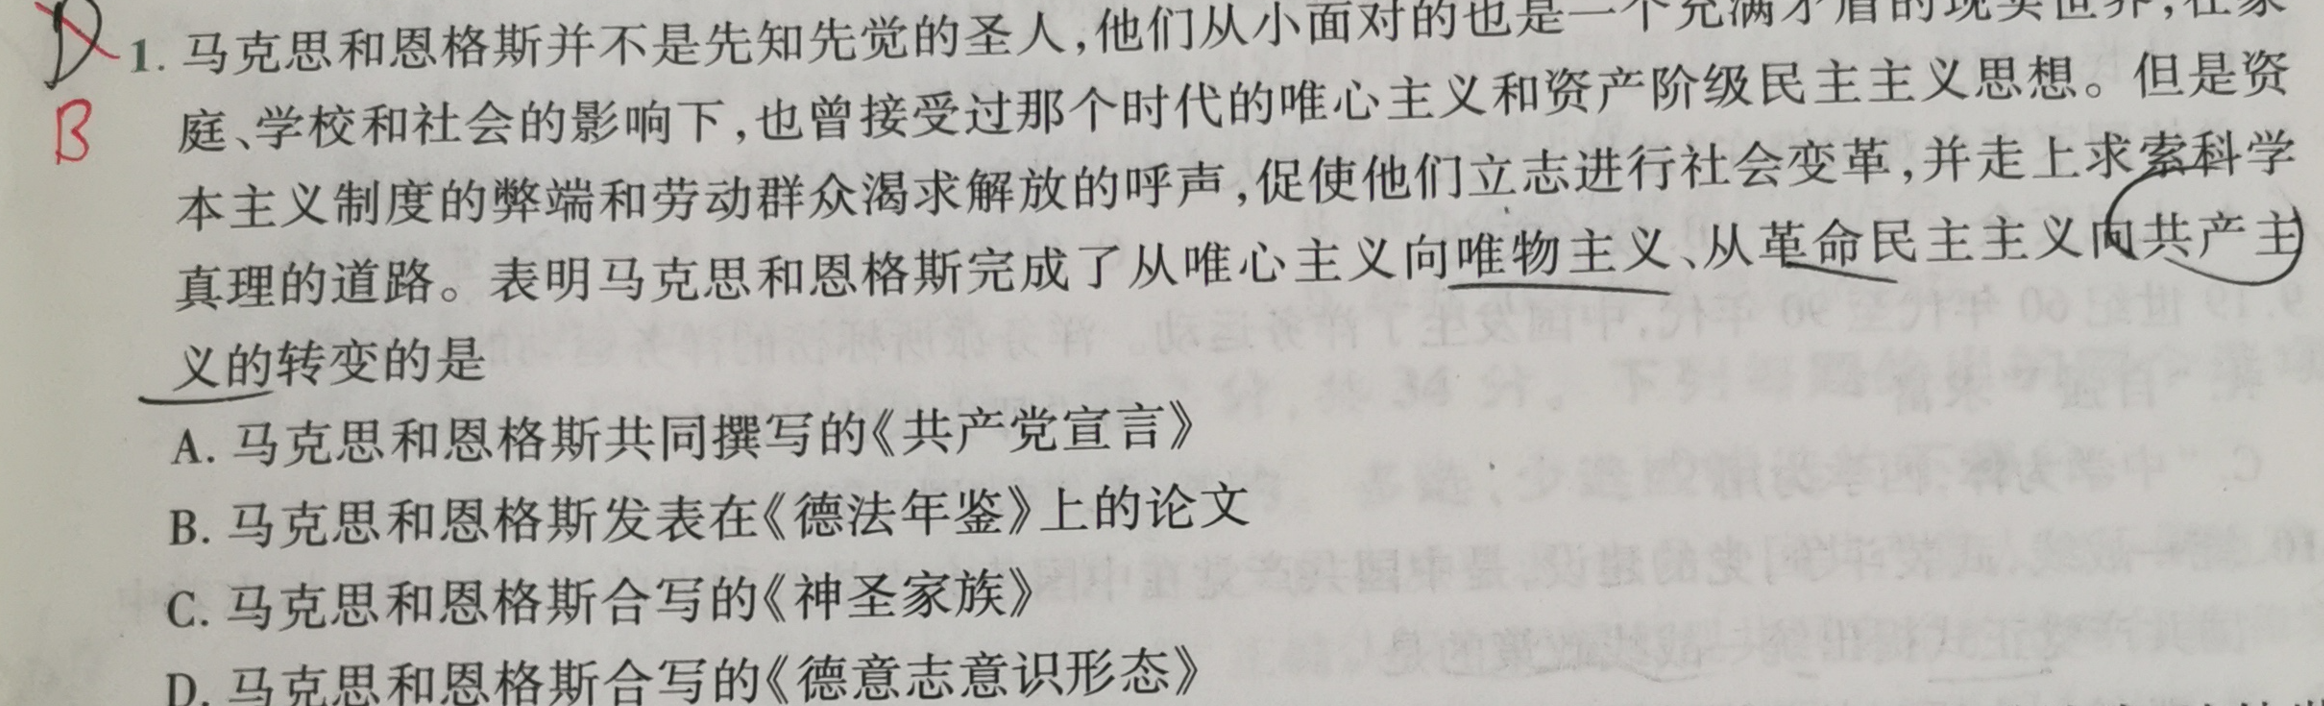 D
B
1. 马克思和恩格斯并不是先知先觉的圣人,他们从小面对的也是一个充满矛盾的现实世界,在家
庭、学校和社会的影响下,也曾接受过那个时代的唯心主义和资产阶级民主主义思想。但是资
本主义制度的弊端和劳动群众渴求解放的呼声,促使他们立志进行社会变革,并走上求索科学
真理的道路。表明马克思和恩格斯完成了从唯心主义向唯物主义、从革命民主主义向共产主
义的转变的是
A. 马克思和恩格斯共同撰写的《共产党宣言》
B. 马克思和恩格斯发表在《德法年鉴》上的论文
C. 马克思和恩格斯合写的《神圣家族》
D. 马克思和恩格斯合写的《德意志意识形态》